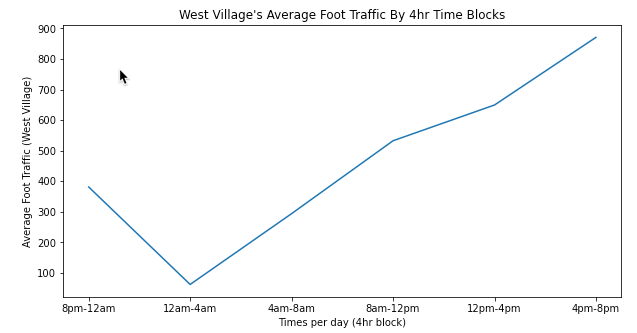 West Village's Average Foot Traffic By 4hr Time Blocks
Average Foot Traffic (West Village)
900
800
700
600
500
400
300
200
100
8pm-12am 12am-4am 4am-8am 8am-12pm 12pm-4pm 4pm-8pm
Times per day (4hr block)